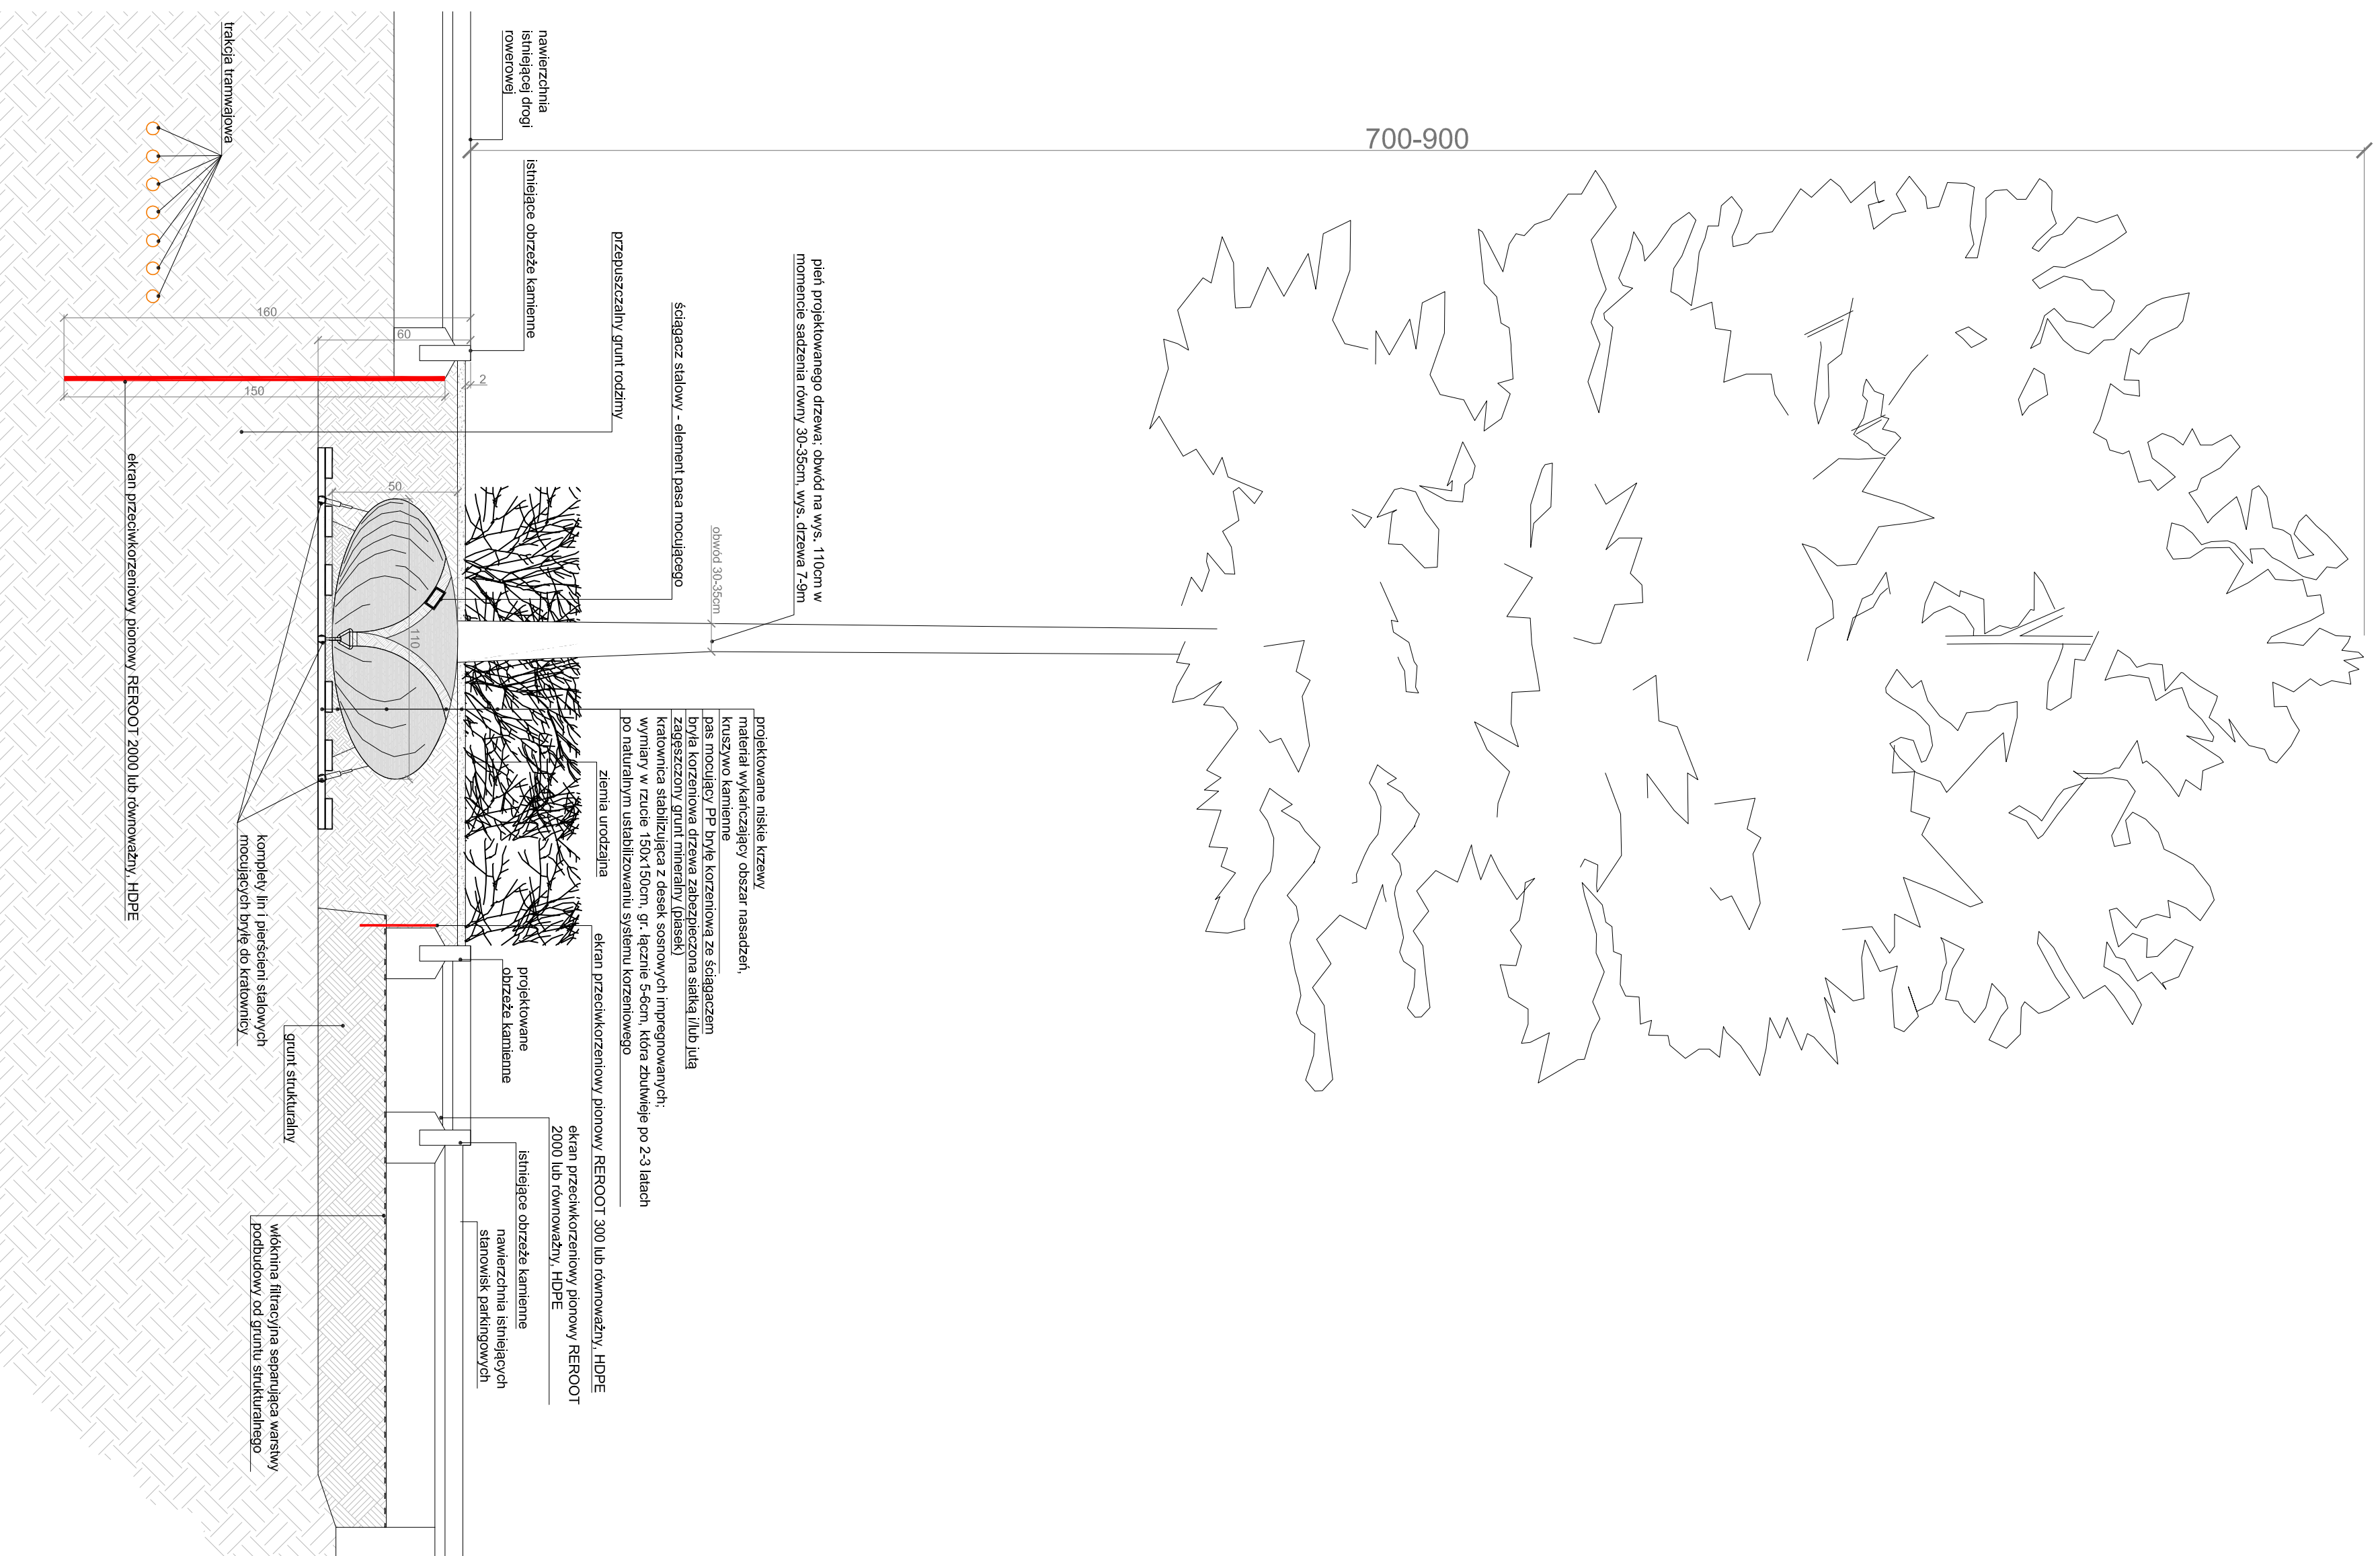 700-900
pień projektowanego drzewa; obwód na wys. 110cm w
momencie sadzenia równy 30-35cm, wys. drzewa 7-9m
obwód 30-35cm
ściągacz stalowy - element pasa mocującego
przepuszczalny grunt rodzimy
nawierzchnia
istniejącej drogi
rowerowej
istniejące obrzeże kamienne
trakcja tramwajowa
160
60
2
150
50
110
projektowane niskie krzewy
materiał wykańczający obszar nasadzeń,
kruszywo kamienne
pas mocujący PP bryłę korzeniową ze ściągaczem
bryła korzeniowa drzewa zabezpieczona siatką i/lub jutą
zagęszczony grunt mineralny (piasek)
kratownica stabilizująca z desek sosnowych impregnowanych;
wymiary w rzucie 150x150cm, gr. łącznie 5-6cm, która zbutwieje po 2-3 latach
po naturalnym ustabilizowaniu systemu korzeniowego
ziemia urodzajna
ekran przeciwkorzeniowy pionowy REROOT 300 lub równoważny, HDPE
ekran przeciwkorzeniowy pionowy REROOT
2000 lub równoważny, HDPE
projektowane
obrzeże kamienne
istniejące obrzeże kamienne
nawierzchnia istniejących
stanowisk parkingowych
grunt strukturalny
włóknina filtracyjna separująca warstwy
podbudowy od gruntu strukturalnego
komplety lin i pierścieni stalowych
mocujących bryłę do kratownicy
ekran przeciwkorzeniowy pionowy REROOT 2000 lub równoważny, HDPE